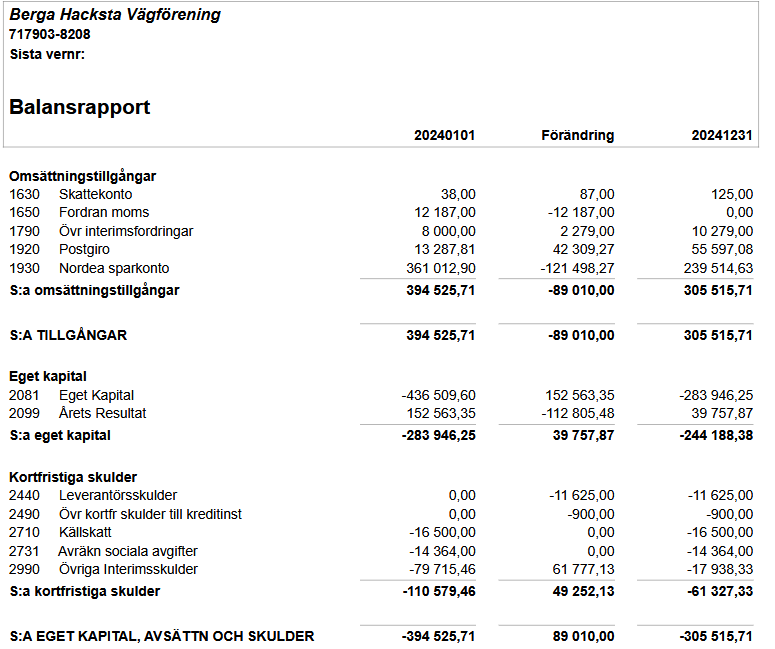 Berga Hacksta Vägförening
717903-8208
Sista vernr:
Balansrapport
20240101 Förändring 20241231
Omsättningstillgångar
1630 Skattekonto 38,00 87,00 125,00
1650 Fordran moms 12 187,00 -12 187,00 0,00
1790 Övr interimsfordringar 8 000,00 2 279,00 10 279,00
1920 Postgiro 13 287,81 42 309,27 55 597,08
1930 Nordea sparkonto 361 012,90 -121 498,27 239 514,63
S:a omsättningstillgångar 394 525,71 -89 010,00 305 515,71
S:A TILLGÅNGAR 394 525,71 -89 010,00 305 515,71
Eget kapital
2081 Eget Kapital -436 509,60 152 563,35 -283 946,25
2099 Årets Resultat 152 563,35 -112 805,48 39 757,87
S:a eget kapital -283 946,25 39 757,87 -244 188,38
Kortfristiga skulder
2440 Leverantörsskulder 0,00 -11 625,00 -11 625,00
2490 Övr kortfr skulder till kreditinst 0,00 -900,00 -900,00
2710 Källskatt -16 500,00 0,00 -16 500,00
2731 Avräkn sociala avgifter -14 364,00 0,00 -14 364,00
2990 Övriga Interimsskulder -79 715,46 61 777,13 -17 938,33
S:a kortfristiga skulder -110 579,46 49 252,13 -61 327,33
S:A EGET KAPITAL, AVSÄTTN OCH SKULDER -394 525,71 89 010,00 -305 515,71